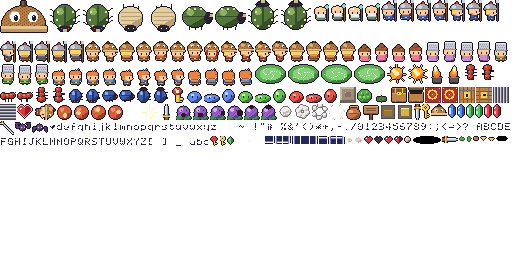 defghijklmnopqrstuvwxyz ~ !"# %&'()*+,-./0123456789:;<=>? ABCDE
FGHIJKLMNOPQRSTUVWXYZ[ ] _ abc